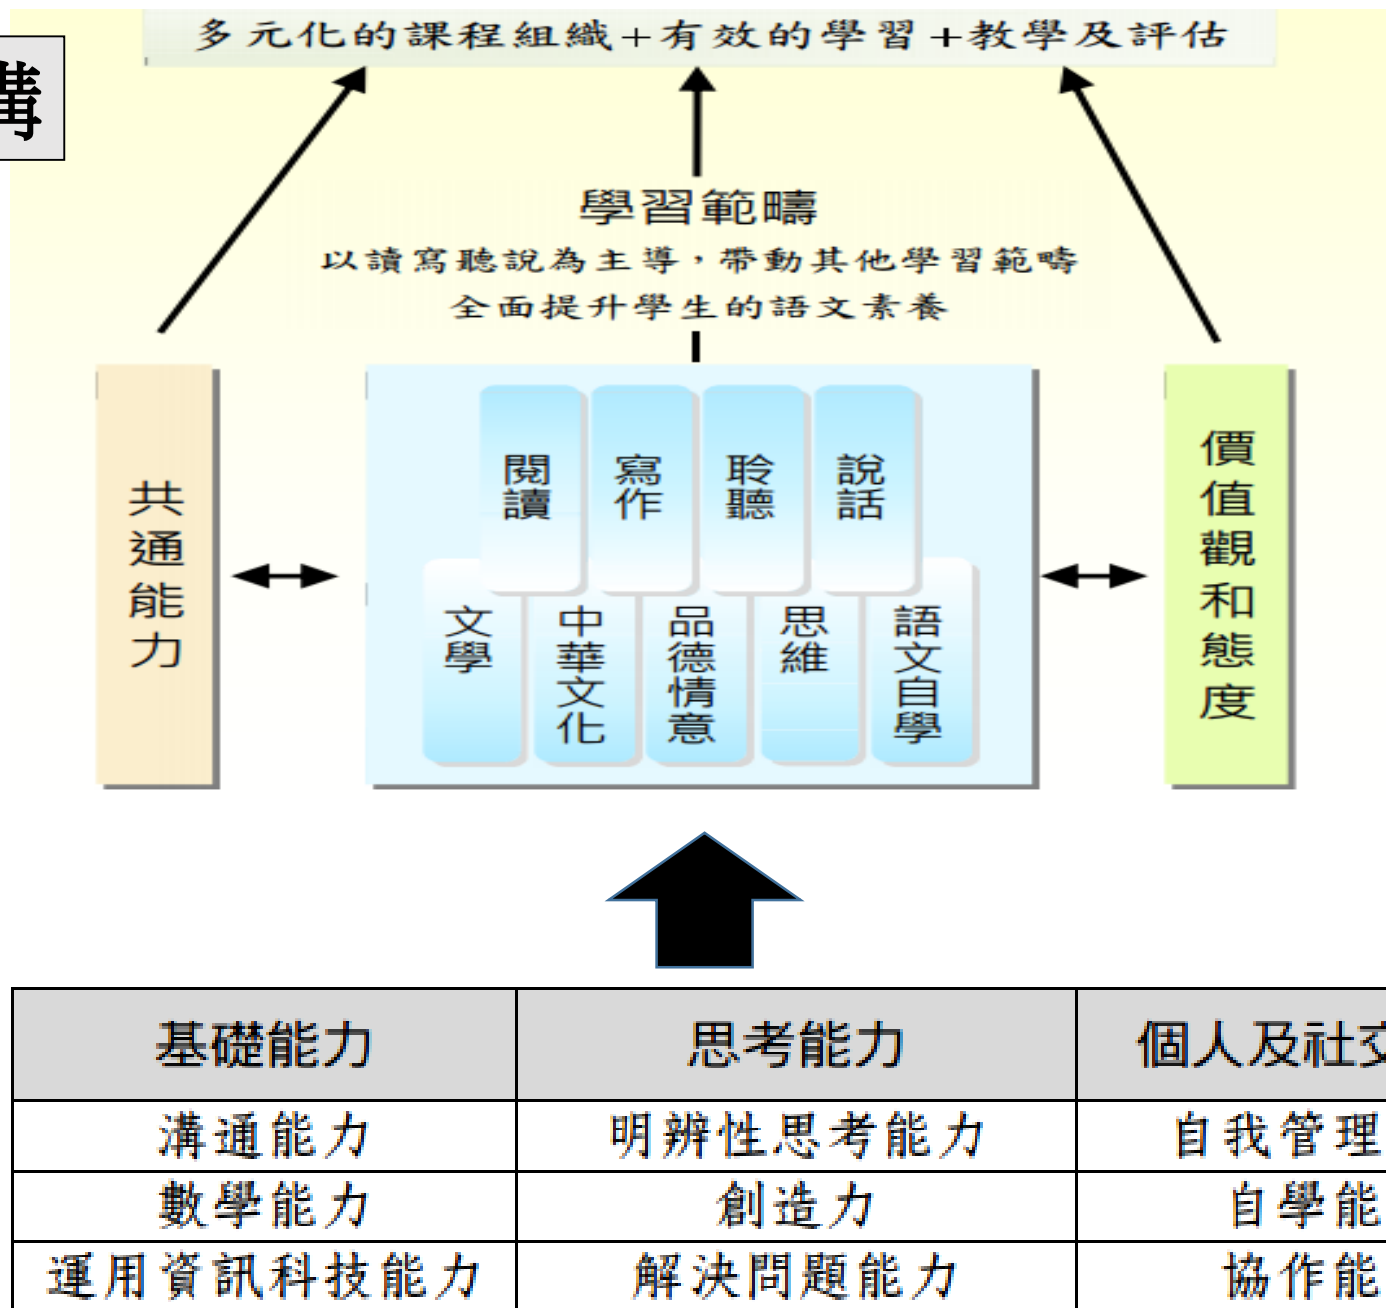 多元化的課程組織+有效的學習+教學及評估
構
學習範疇
以讀寫聽說為主導，帶動其他學習範疇
全面提升學生的語文素養
共通能力
閱讀
寫作
聆聽
說話
文學
中華文化
品德情意
思維
語文自學
價值觀和態度
基礎能力
思考能力
個人及社交
溝通能力
明辨性思考能力
自我管理
數學能力
創造力
自學能
運用資訊科技能力
解決問題能力
協作能